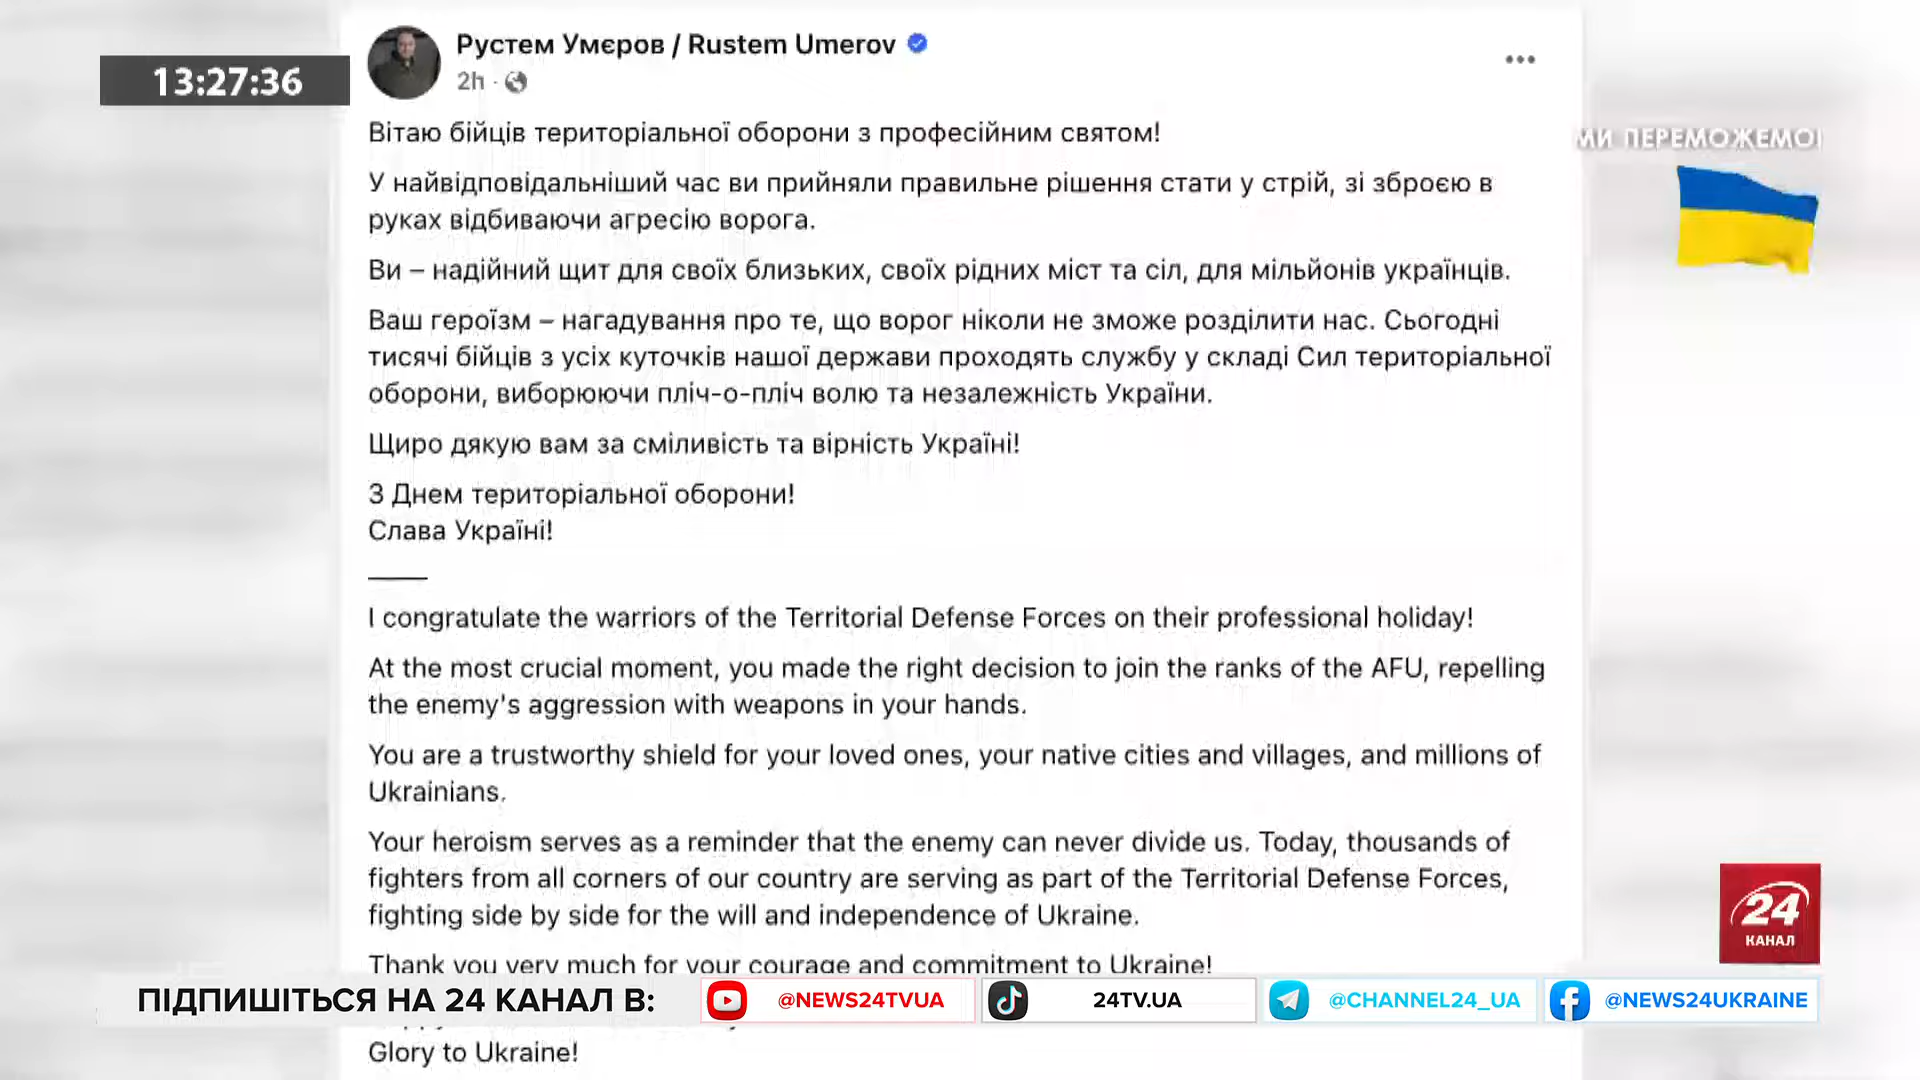 13:27:36
Рустем Умєров / Rustem Umerov
2h ·
Вітаю бійців територіальної оборони з професійним святом!
У найвідповідальніший час ви прийняли правильне рішення стати у стрій, зі зброєю в
руках відбиваючи агресію ворога.
Ви – надійний щит для своїх близьких, своїх рідних міст та сіл, для мільйонів українців.
Ваш героїзм – нагадування про те, що ворог ніколи не зможе розділити нас. Сьогодні
тисячі бійців з усіх куточків нашої держави проходять службу у складі Сил територіальної
оборони, виборюючи пліч-о-пліч волю та незалежність України.
Щиро дякую вам за сміливість та вірність Україні!
З Днем територіальної оборони!
Слава Україні!
I congratulate the warriors of the Territorial Defense Forces on their professional holiday!
At the most crucial moment, you made the right decision to join the ranks of the AFU, repelling
the enemy's aggression with weapons in your hands.
You are a trustworthy shield for your loved ones, your native cities and villages, and millions of
Ukrainians.
Your heroism serves as a reminder that the enemy can never divide us. Today, thousands of
fighters from all corners of our country are serving as part of the Territorial Defense Forces,
fighting side by side for the will and independence of Ukraine.
Thank you very much for your courage and commitment to Ukraine!
Glory to Ukraine!
МИ ПЕРЕМОЖЕМО!
24
КАНАЛ
ПІДПИШІТЬСЯ НА 24 КАНАЛ В:
@NEWS24TVUA
24TV.UA
@CHANNEL24_UA
@NEWS24UKRAINE